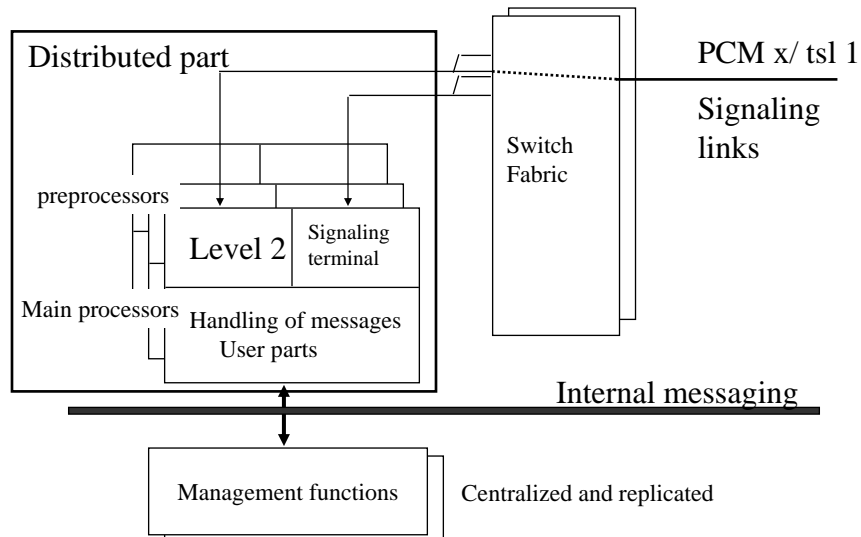 Distributed part
PCM x/ tsl 1
Signaling
links
Switch
Fabric
preprocessors
Level 2
Signaling
terminal
Main processors
Handling of messages
User parts
Internal messaging
Management functions
Centralized and replicated